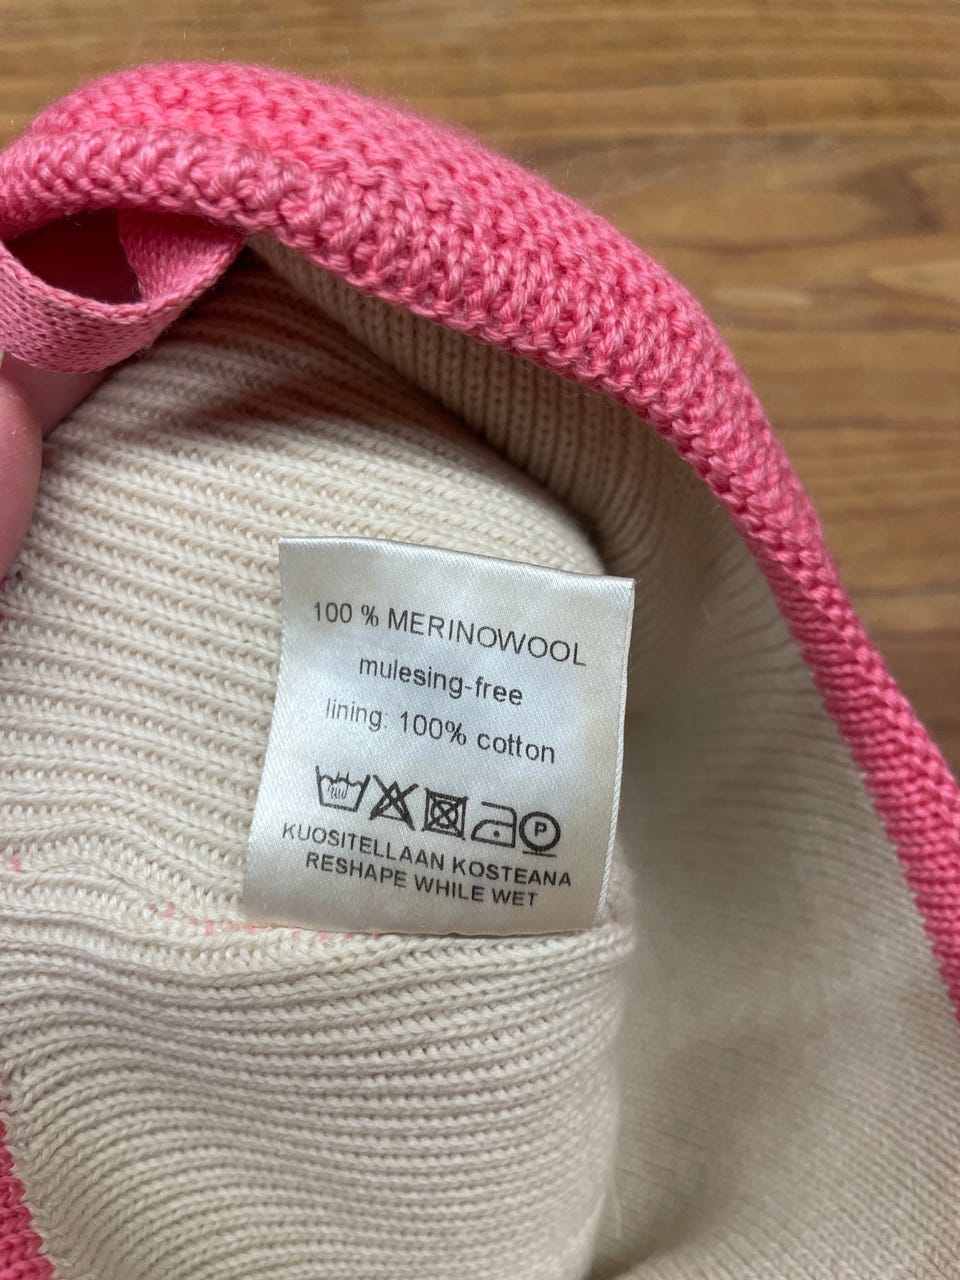 100 % MERINOWOOL
mulesing-free
lining: 100% cotton
P
KUOSITELLAAN KOSTEANA
RESHAPE WHILE WET